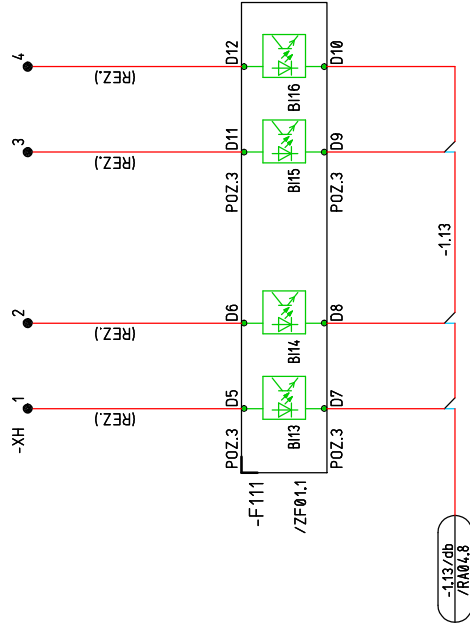 -XH
1
2
3
4
(REZ.)
(REZ.)
(REZ.)
(REZ.)
POZ.3
D5
D6
POZ.3
D11
D12
-F111
/ZF01.1
BI13
BI14
BI15
BI16
POZ.3
D7
D8
POZ.3
D9
D10
-1.13
-1.13/db
/RA04.8